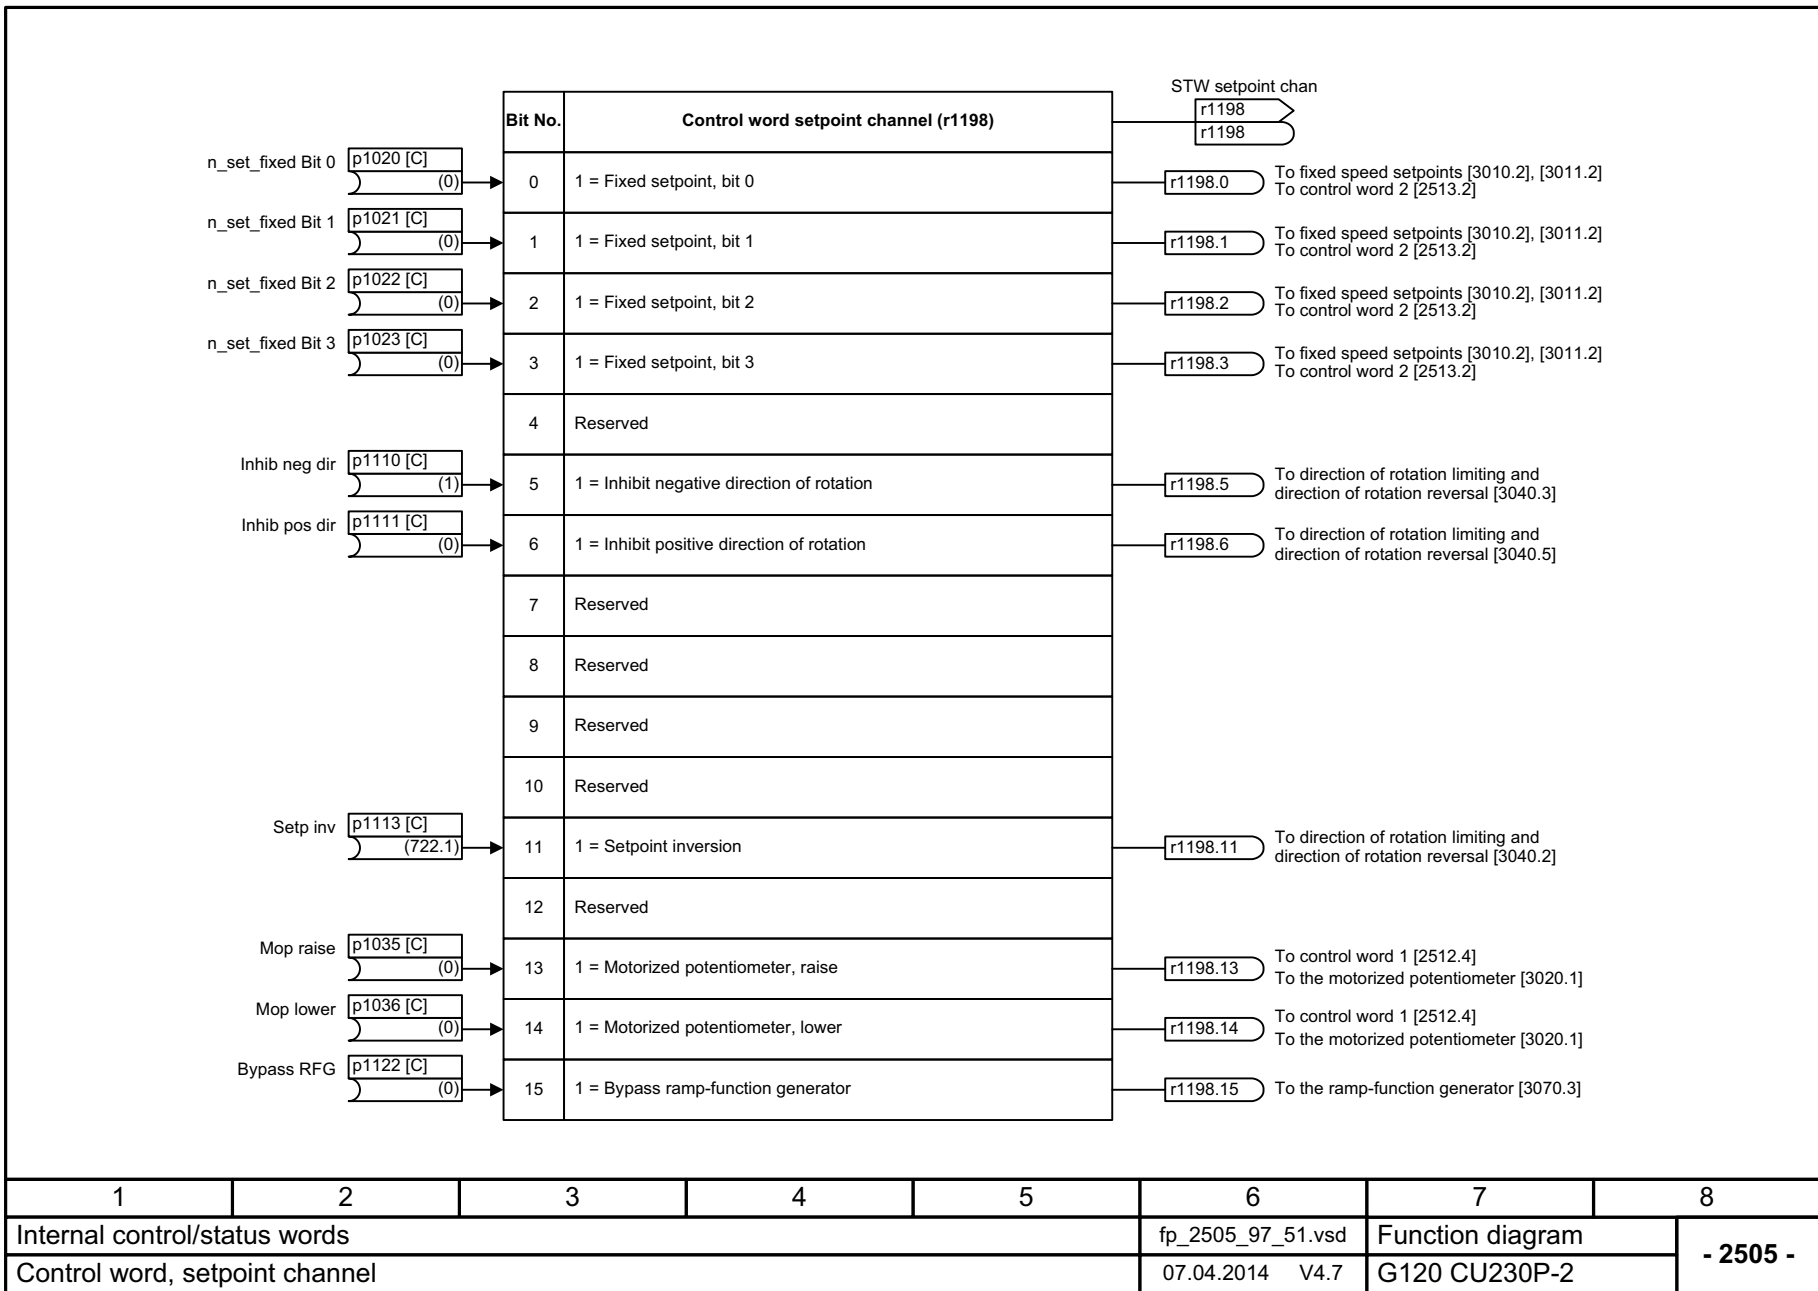 STW setpoint chan
Bit No. Control word setpoint channel (r1198) r1198
r1198
n_set_fixed Bit 0 p1020 [C]
(0) 0 1 = Fixed setpoint, bit 0 r1198.0 To fixed speed setpoints [3010.2], [3011.2]
To control word 2 [2513.2]
n_set_fixed Bit 1 p1021 [C]
(0) 1 1 = Fixed setpoint, bit 1 r1198.1 To fixed speed setpoints [3010.2], [3011.2]
To control word 2 [2513.2]
n_set_fixed Bit 2 p1022 [C]
(0) 2 1 = Fixed setpoint, bit 2 r1198.2 To fixed speed setpoints [3010.2], [3011.2]
To control word 2 [2513.2]
n_set_fixed Bit 3 p1023 [C]
(0) 3 1 = Fixed setpoint, bit 3 r1198.3 To fixed speed setpoints [3010.2], [3011.2]
To control word 2 [2513.2]
4 Reserved
Inhib neg dir p1110 [C]
(1) 5 1 = Inhibit negative direction of rotation r1198.5 To direction of rotation limiting and
direction of rotation reversal [3040.3]
Inhib pos dir p1111 [C]
(0) 6 1 = Inhibit positive direction of rotation r1198.6 To direction of rotation limiting and
direction of rotation reversal [3040.5]
7 Reserved
8 Reserved
9 Reserved
10 Reserved
Setp inv p1113 [C]
(722.1) 11 1 = Setpoint inversion r1198.11 To direction of rotation limiting and
direction of rotation reversal [3040.2]
12 Reserved
Mop raise p1035 [C]
(0) 13 1 = Motorized potentiometer, raise r1198.13 To control word 1 [2512.4]
To the motorized potentiometer [3020.1]
Mop lower p1036 [C]
(0) 14 1 = Motorized potentiometer, lower r1198.14 To control word 1 [2512.4]
To the motorized potentiometer [3020.1]
Bypass RFG p1122 [C]
(0) 15 1 = Bypass ramp-function generator r1198.15 To the ramp-function generator [3070.3]
1 2 3 4 5 6 7 8
Internal control/status words fp_2505_97_51.vsd Function diagram - 2505 -
Control word, setpoint channel 07.04.2014 V4.7 G120 CU230P-2